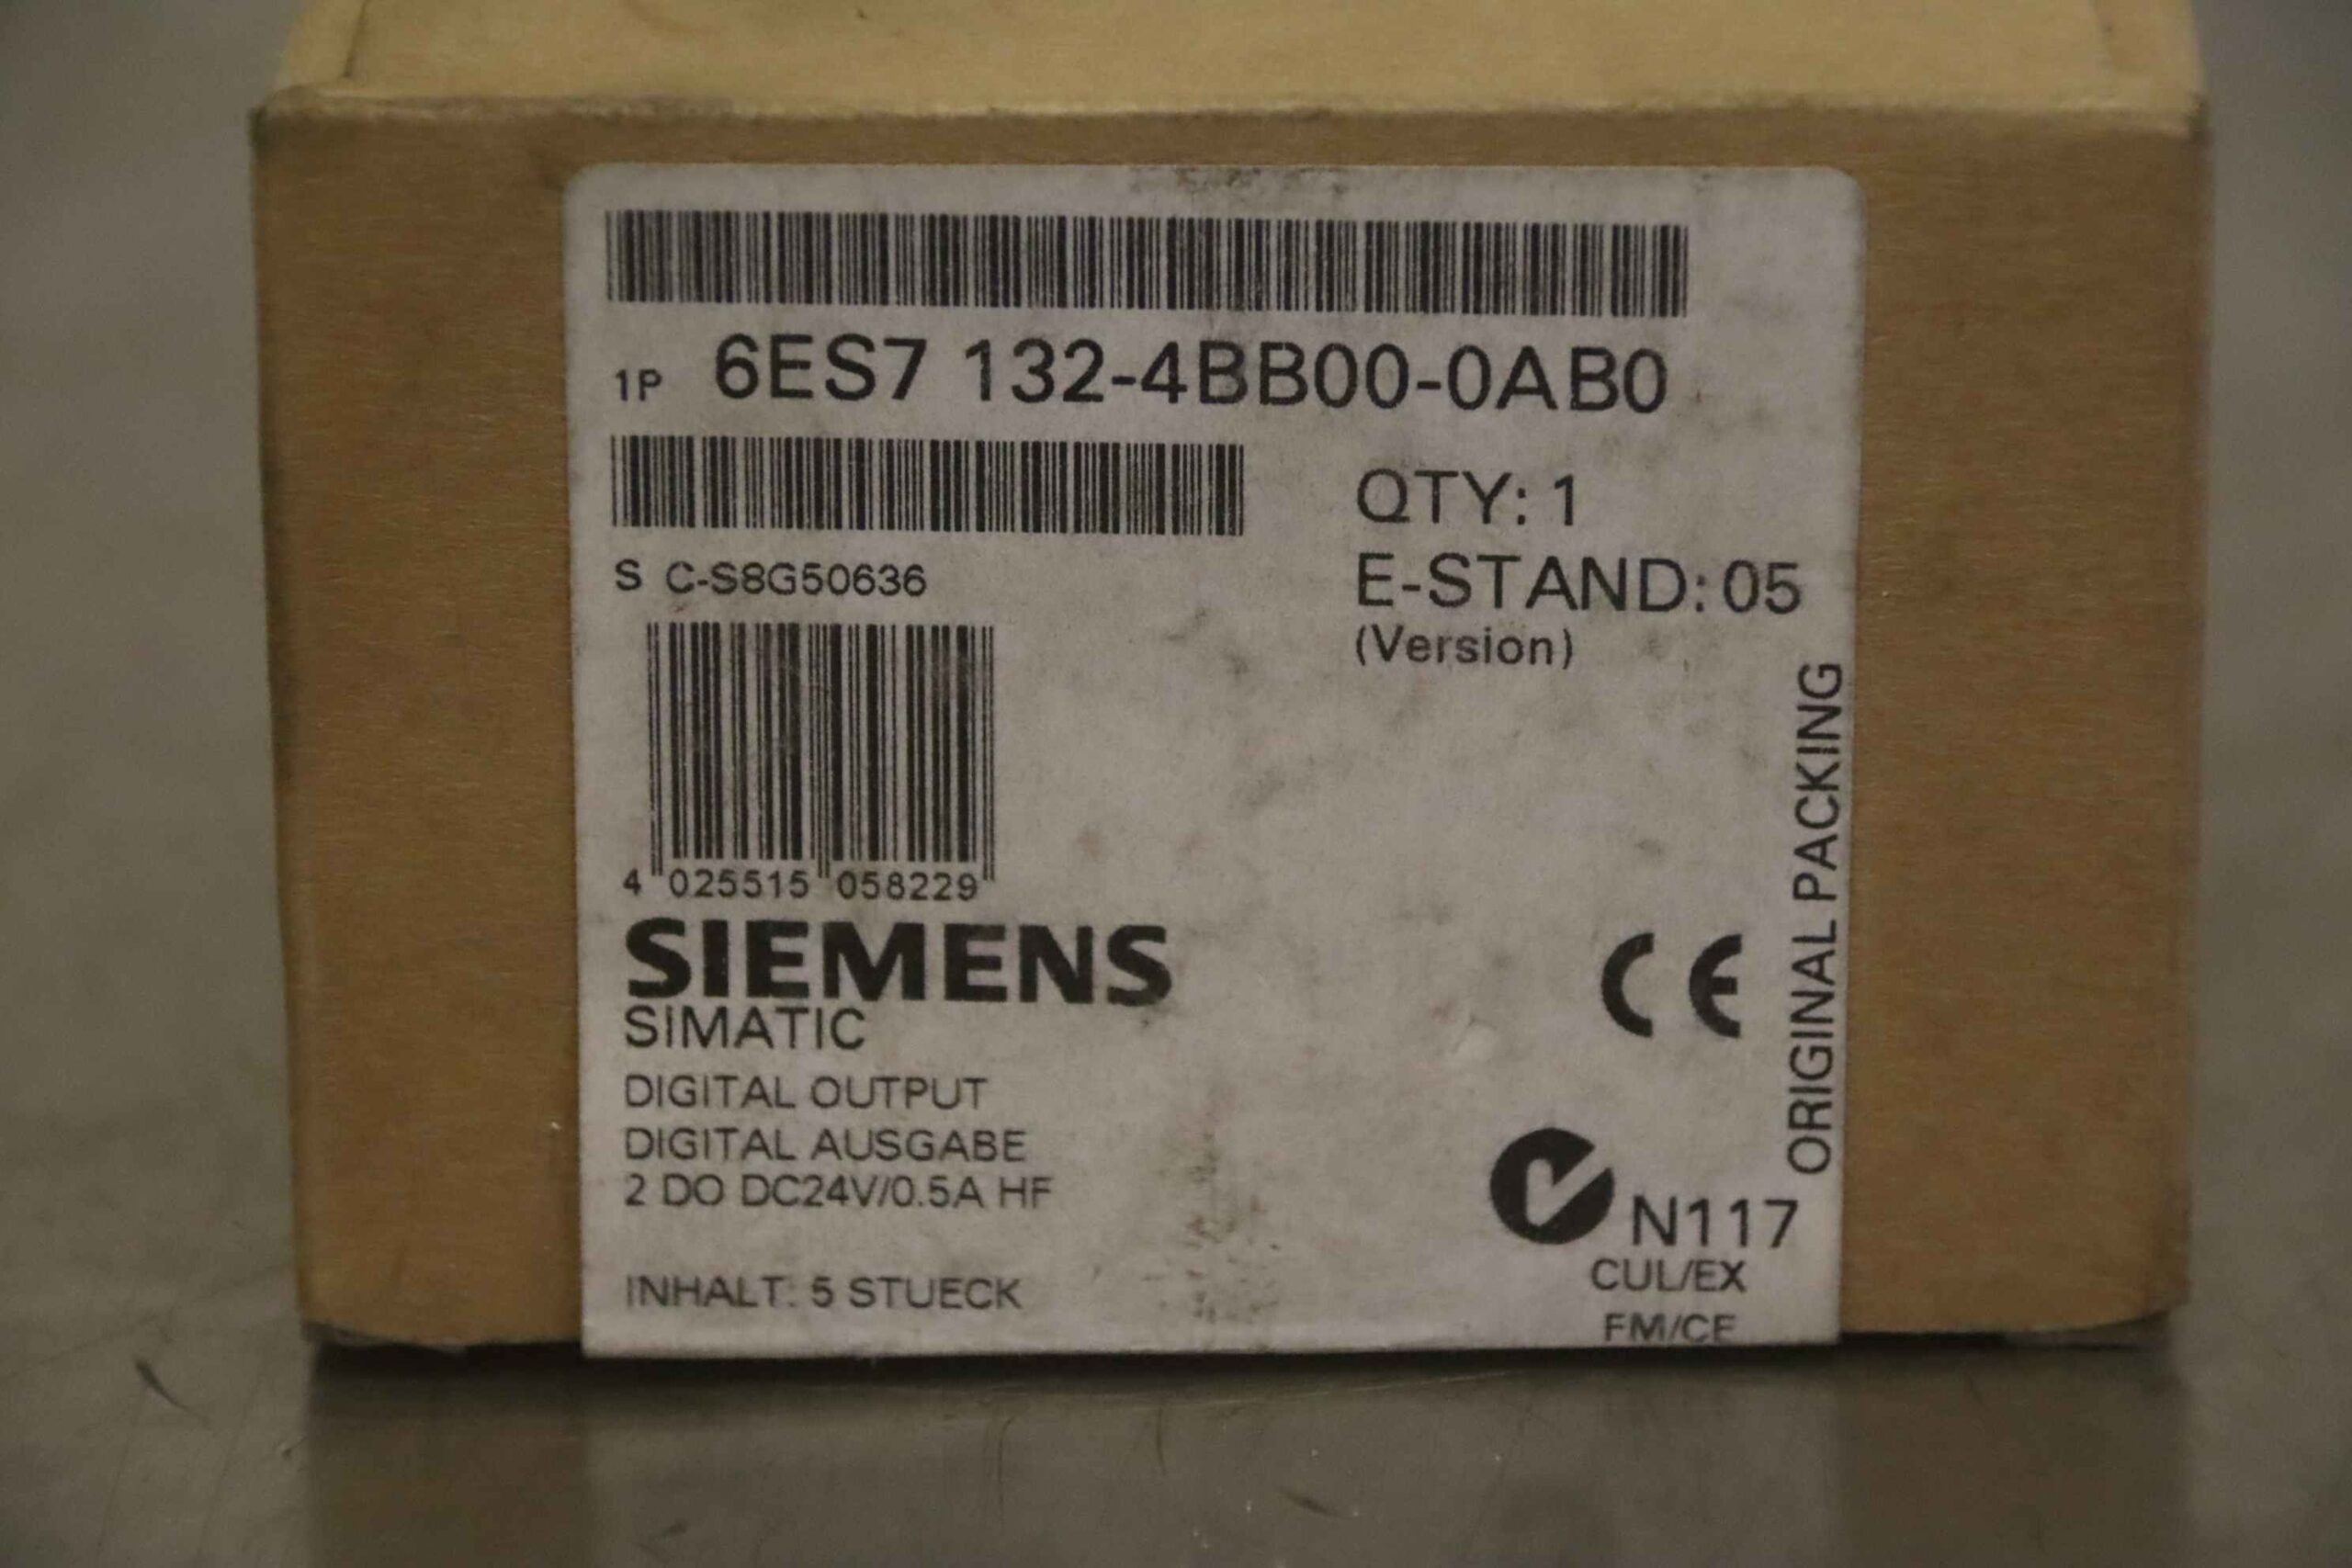 1P 6ES7 132-4BB00-0AB0
QTY: 1
S C-S8G50636
E-STAND: 05
(Version)
4 025515 058229
SIEMENS
SIMATIC
DIGITAL OUTPUT
DIGITAL AUSGABE
2 DO DC24V/0.5A HF
INHALT: 5 STUECK
CE
N117
CUL/EX
FM/CE
ORIGINAL PACKING